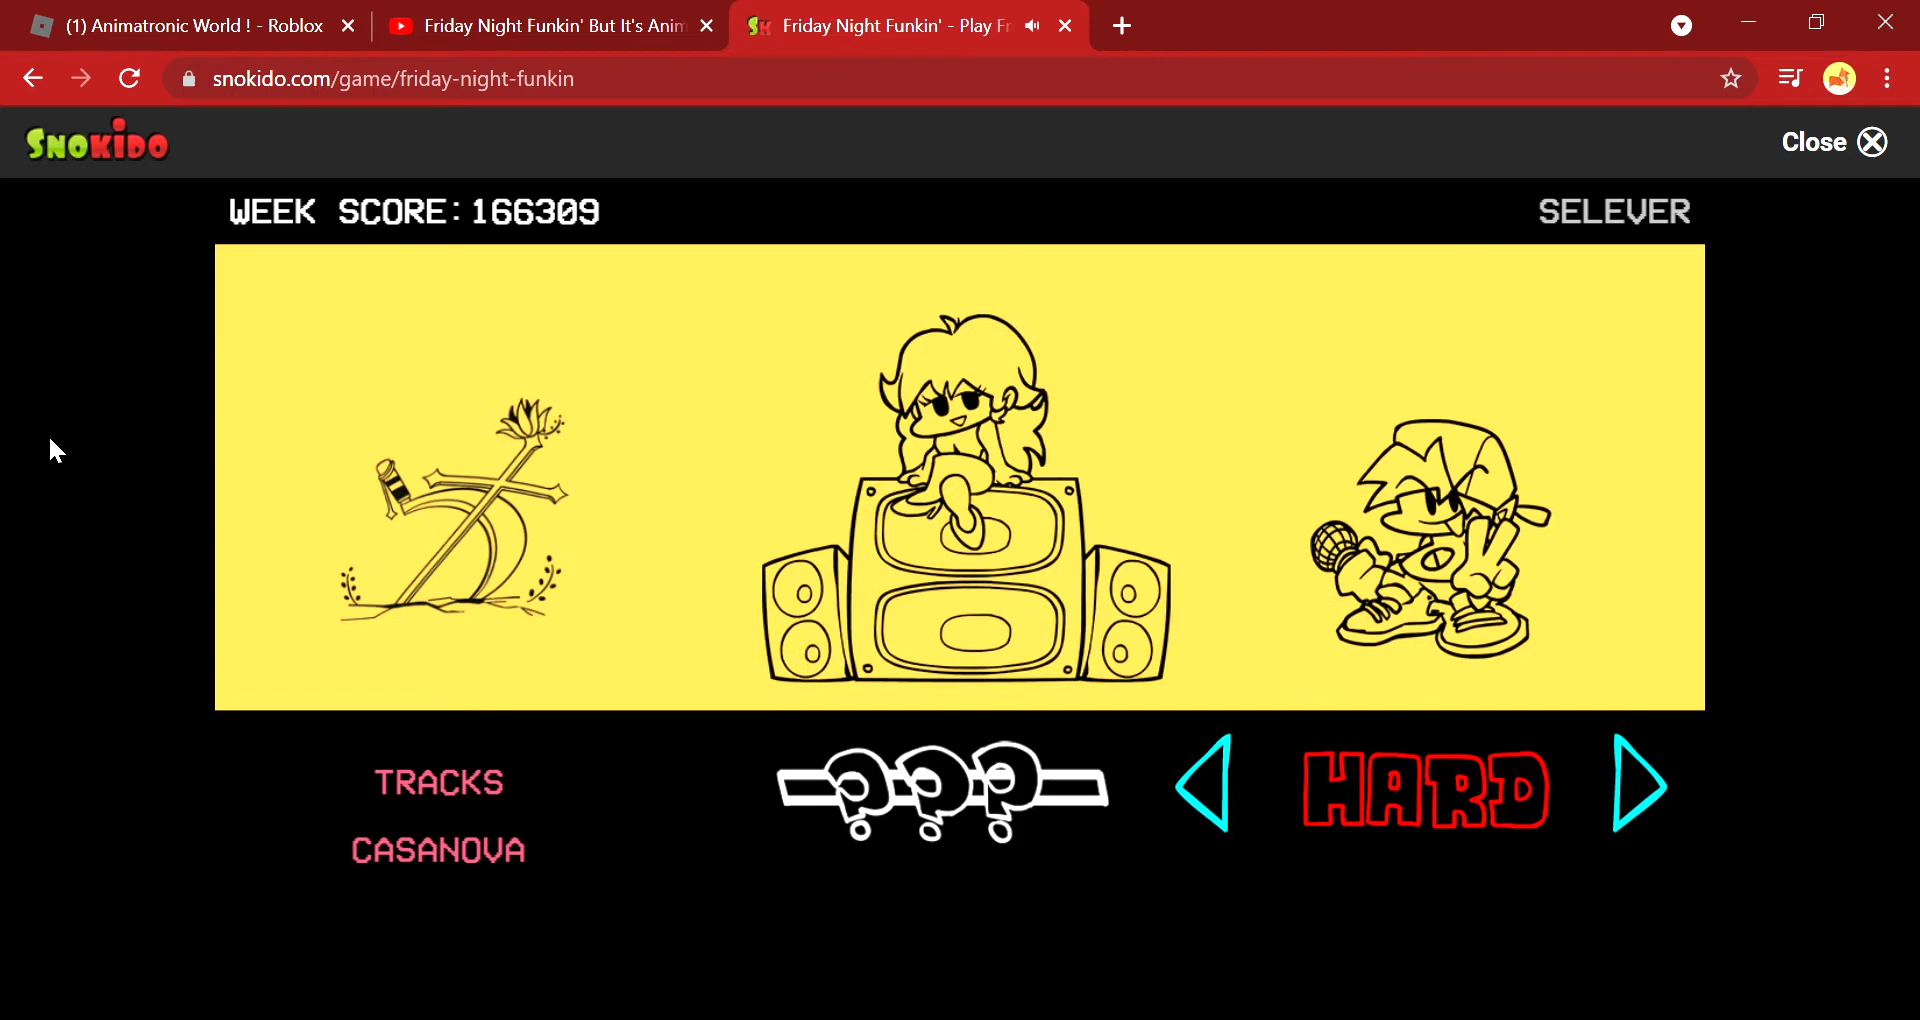 (1) Animatronic World ! - Roblox
Friday Night Funkin' But It's Anim
Friday Night Funkin' - Play Fr
snokido.com/game/friday-night-funkin
SNOKIDO
Close
WEEK SCORE:166309
SELEVER
???
HARD
TRACKS
CASANOVA